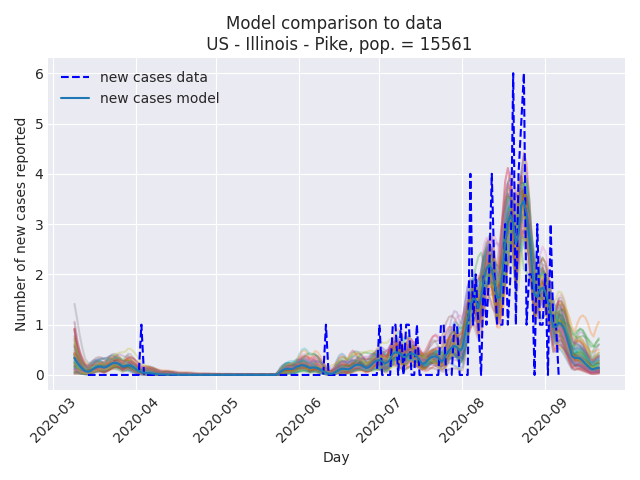 Model comparison to data
US - Illinois - Pike, pop. = 15561
new cases data
new cases model
Number of new cases reported
6
5
4
3
2
1
0
2020-03
2020-04
2020-05
2020-06
2020-07
2020-08
2020-09
Day